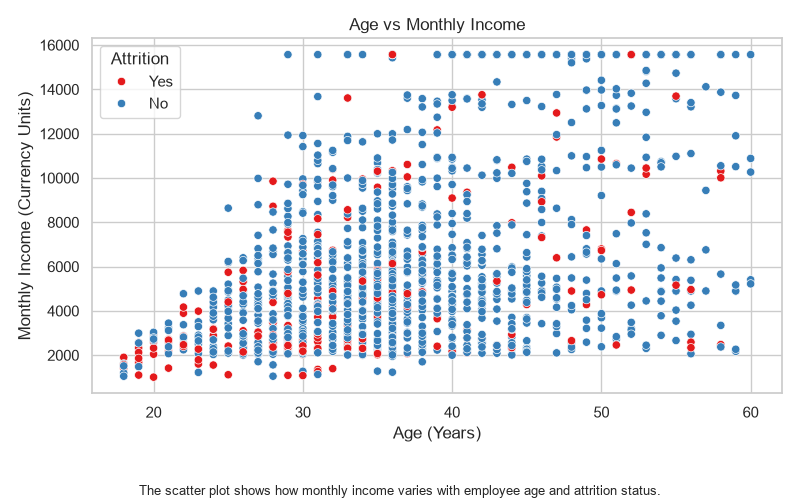 Age vs Monthly Income
Monthly Income (Currency Units)
16000
14000
12000
10000
8000
6000
4000
2000
Attrition
Yes
No
20
30
40
50
60
Age (Years)
The scatter plot shows how monthly income varies with employee age and attrition status.